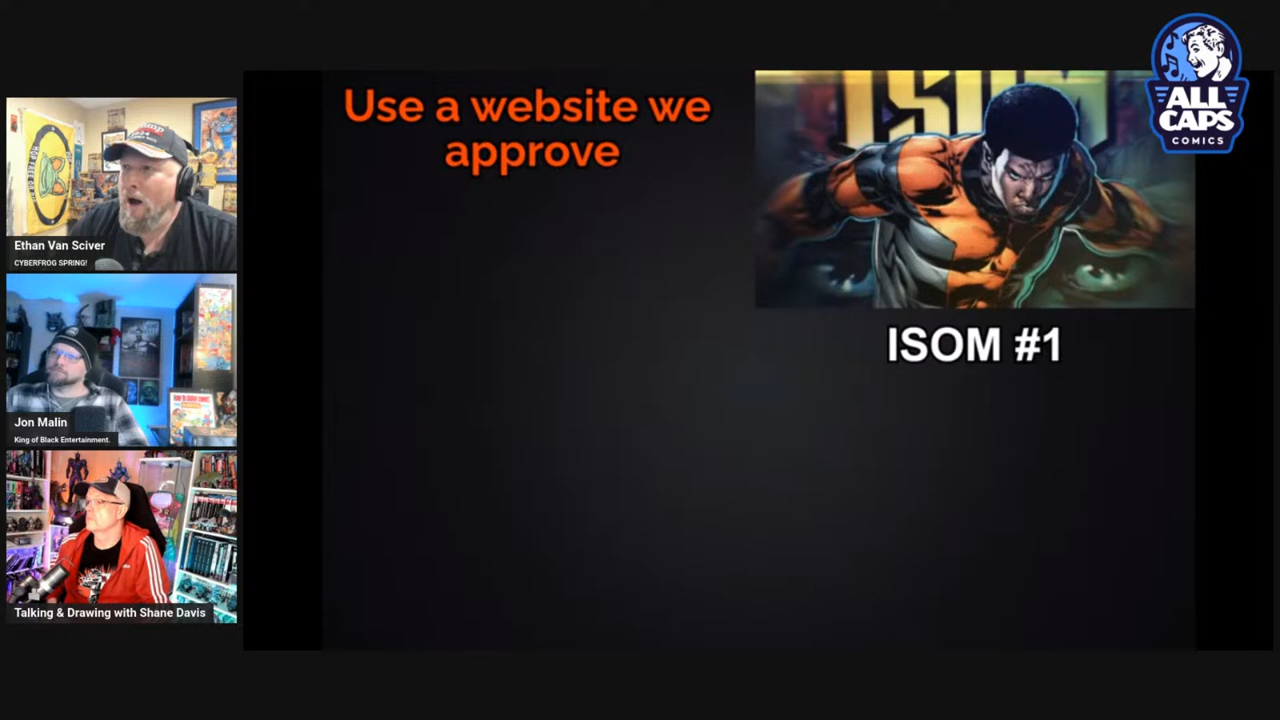 Use a website we
approve
ISOM
ISOM #1
ALL
CAPS
COMICS
Ethan Van Sciver
CYBERFROG SPRING!
Jon Malin
King of Black Entertainment.
Talking & Drawing with Shane Davis